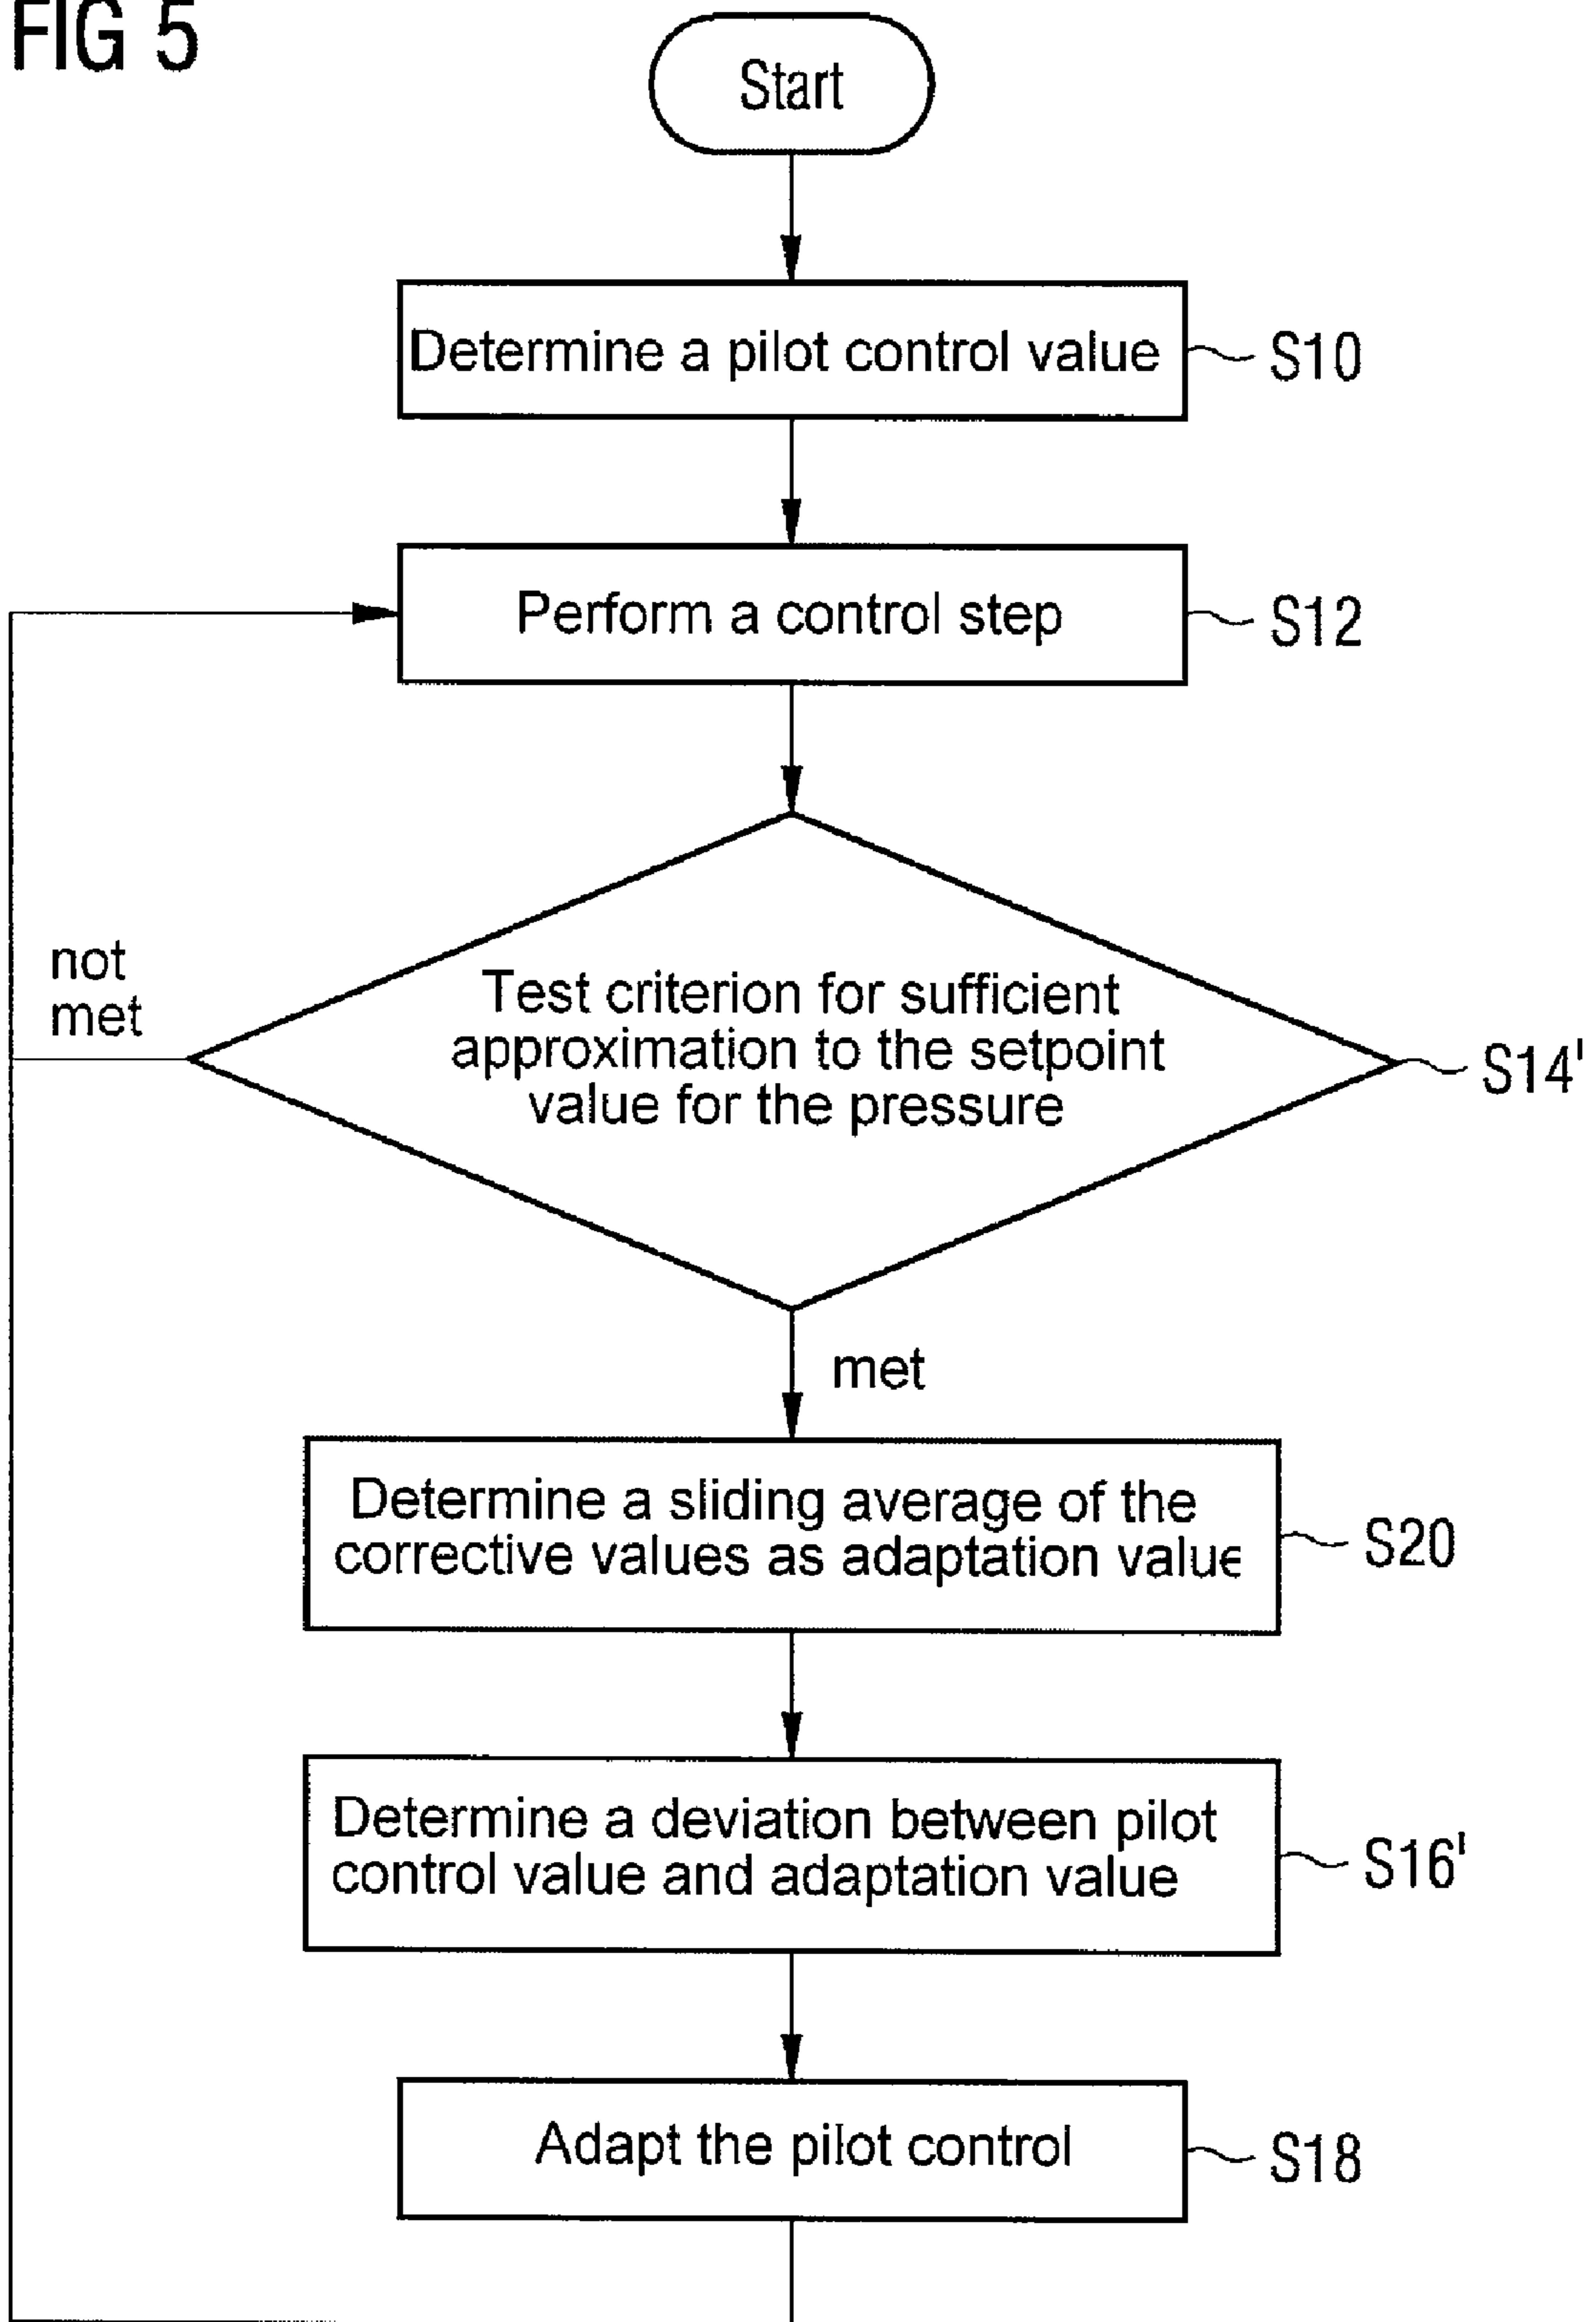 FIG 5
Start
Determine a pilot control value
S10
Perform a control step
S12
not
met
Test criterion for sufficient
approximation to the setpoint
value for the pressure
S14'
met
Determine a sliding average of the
corrective values as adaptation value
S20
Determine a deviation between pilot
control value and adaptation value
S16'
Adapt the pilot control
S18